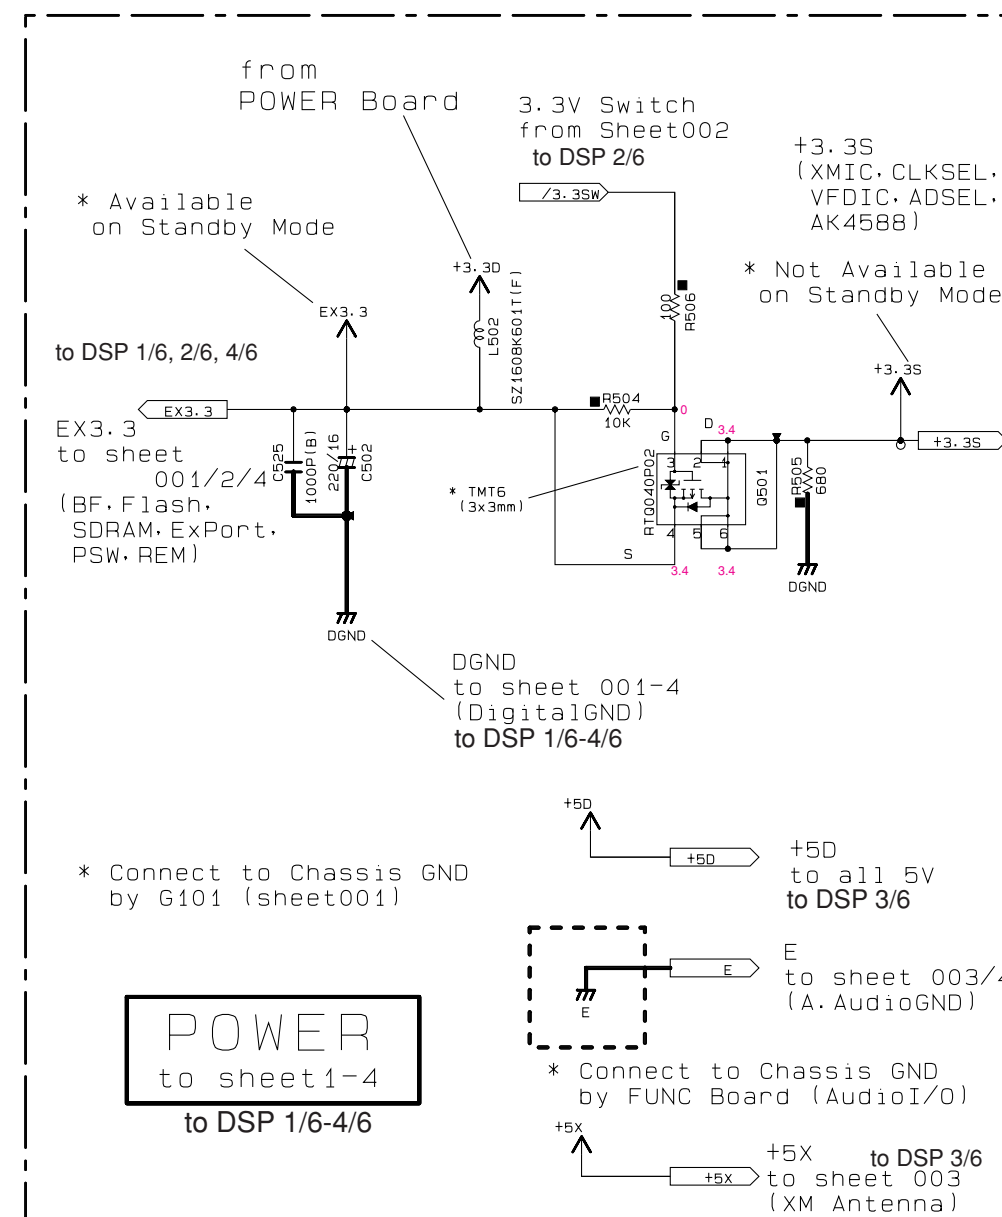 from
POWER Board
3.3V Switch
from Sheet002
to DSP 2/6
/3.3SW
+3.3S
(XMIC, CLKSEL,
VFDIC, ADSEL,
AK4588)
* Available
on Standby Mode
* Not Available
on Standby Mode
+3.3D
EX3.3
L502
SZ1608K601T(F)
100
R506
+3.3S
to DSP 1/6, 2/6, 4/6
EX3.3
R504
10K
0
G
D
3.4
+3.3S
EX3.3
to sheet
001/2/4
(BF, Flash,
SDRAM, ExPort,
PSW, REM)
C525
1000P(B)
220/16
+
C502
* TMT6
(3x3mm)
RTQ040P02
3
2
1
4
5
6
Q501
R505
680
S
3.4
3.4
DGND
DGND
DGND
to sheet 001-4
(DigitalGND)
to DSP 1/6-4/6
+5D
+5D
+5D
to all 5V
to DSP 3/6
* Connect to Chassis GND
by G101 (sheet001)
E
E
E
to sheet 003/4
(A.AudioGND)
POWER
to sheet1-4
to DSP 1/6-4/6
* Connect to Chassis GND
by FUNC Board (AudioI/O)
+5X
+5X
+5X
to DSP 3/6
to sheet 003
(XM Antenna)